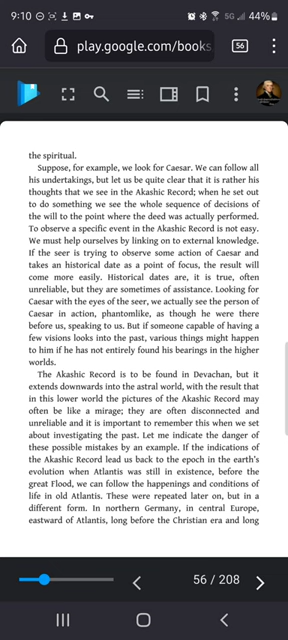 9:10
5G 44%
play.google.com/books
56
the spiritual.
Suppose, for example, we look for Caesar. We can follow all
his undertakings, but let us be quite clear that it is rather his
thoughts that we see in the Akashic Record; when he set out
to do something we see the whole sequence of decisions of
the will to the point where the deed was actually performed.
To observe a specific event in the Akashic Record is not easy.
We must help ourselves by linking on to external knowledge.
If the seer is trying to observe some action of Caesar and
takes an historical date as a point of focus, the result will
come more easily. Historical dates are, it is true, often
unreliable, but they are sometimes of assistance. Looking for
Caesar with the eyes of the seer, we actually see the person of
Caesar in action, phantomlike, as though he were there
before us, speaking to us. But if someone capable of having a
few visions looks into the past, various things might happen
to him if he has not entirely found his bearings in the higher
worlds.
The Akashic Record is to be found in Devachan, but it
extends downwards into the astral world, with the result that
in this lower world the pictures of the Akashic Record may
often be like a mirage; they are often disconnected and
unreliable and it is important to remember this when we set
about investigating the past. Let me indicate the danger of
these possible mistakes by an example. If the indications of
the Akashic Record lead us back to the epoch in the earth's
evolution when Atlantis was still in existence, before the
great Flood, we can follow the happenings and conditions of
life in old Atlantis. These were repeated later on, but in a
different form. In northern Germany, in central Europe,
eastward of Atlantis, long before the Christian era and long
56 / 208